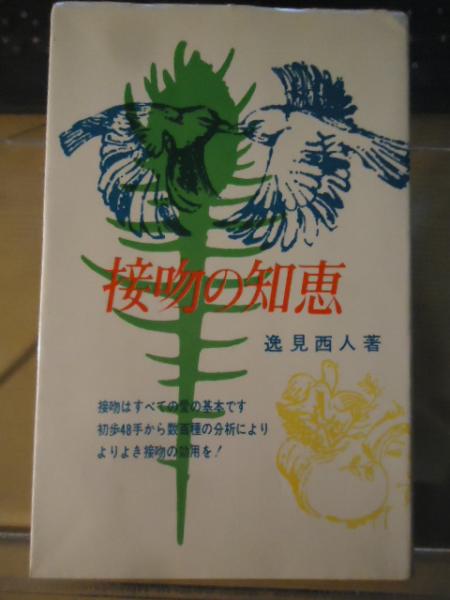 接吻の知恵
逸見西人著
接吻はすべての愛の基本です
初歩48手から数百種の分析により
よりよき接吻の効用を！